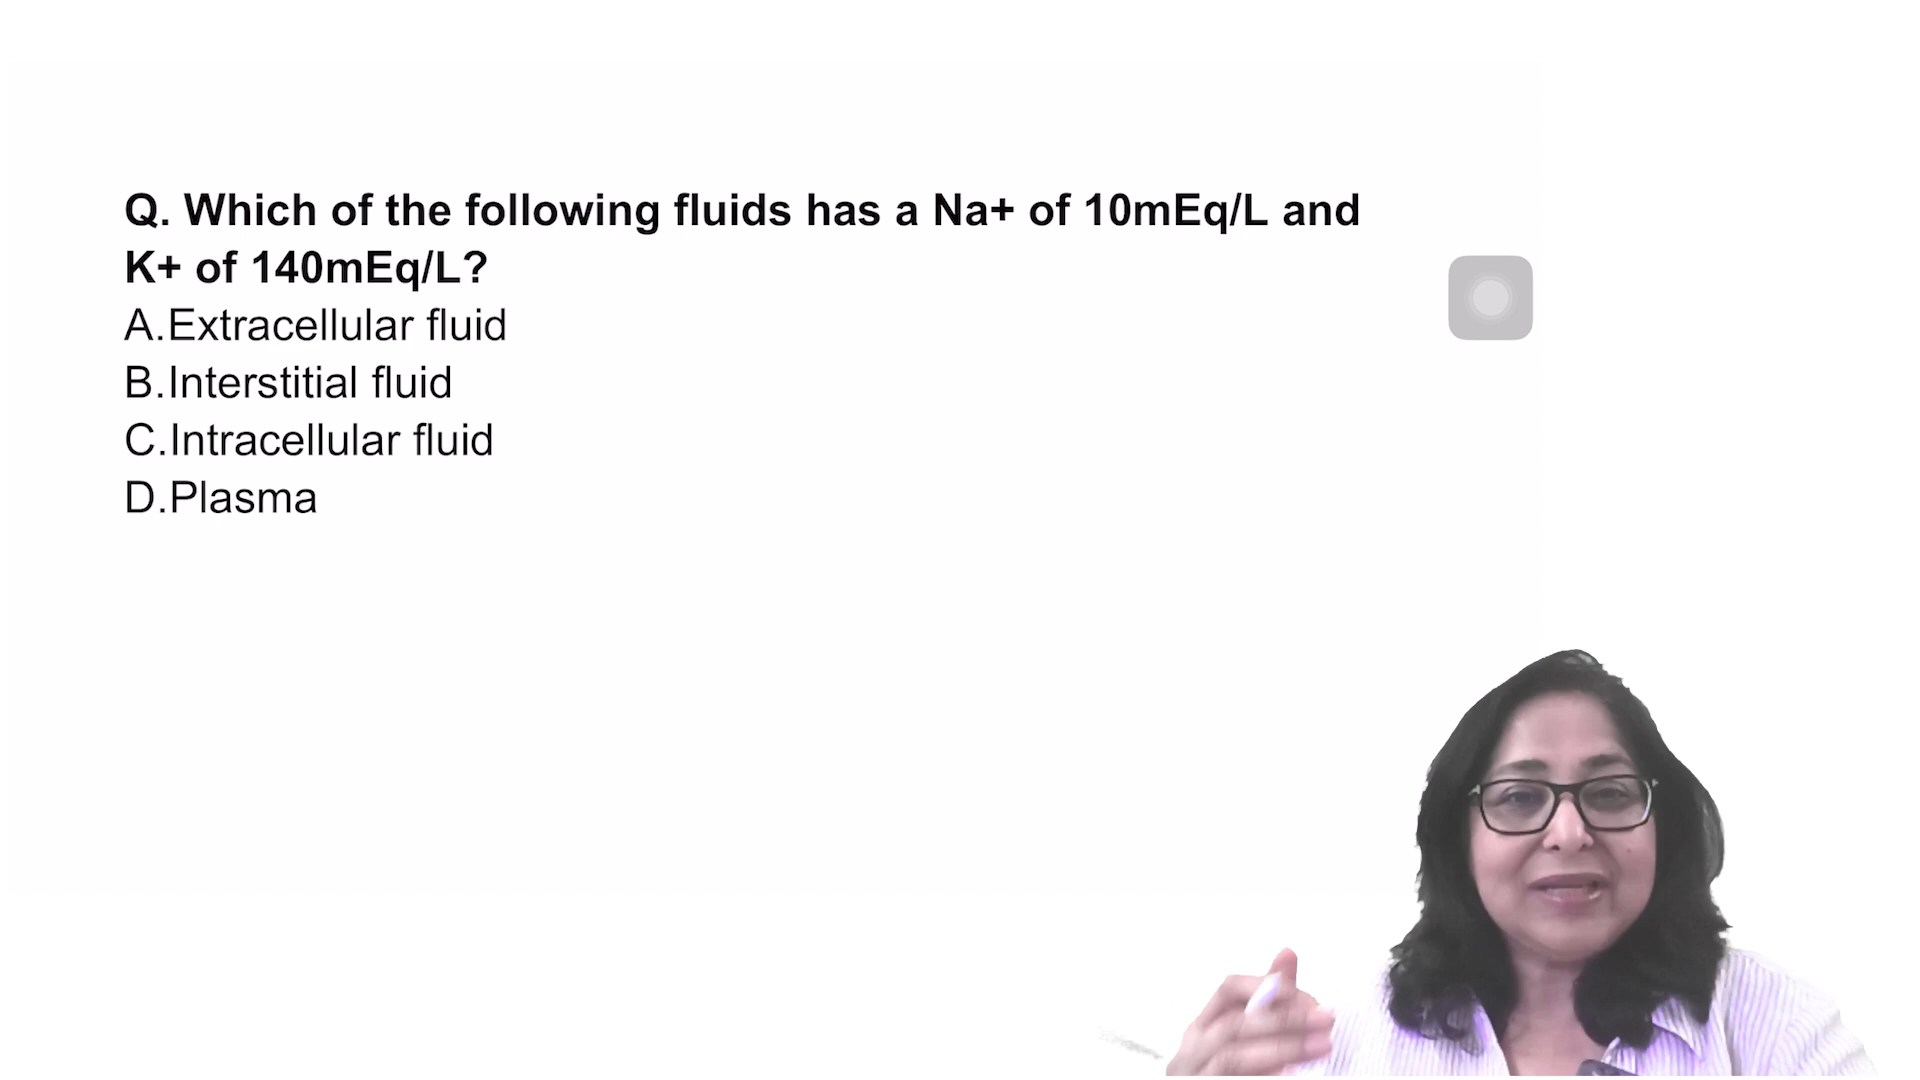 Q. Which of the following fluids has a Na+ of 10mEq/L and
K+ of 140mEq/L?
A.Extracellular fluid
B.Interstitial fluid
C.Intracellular fluid
D.Plasma